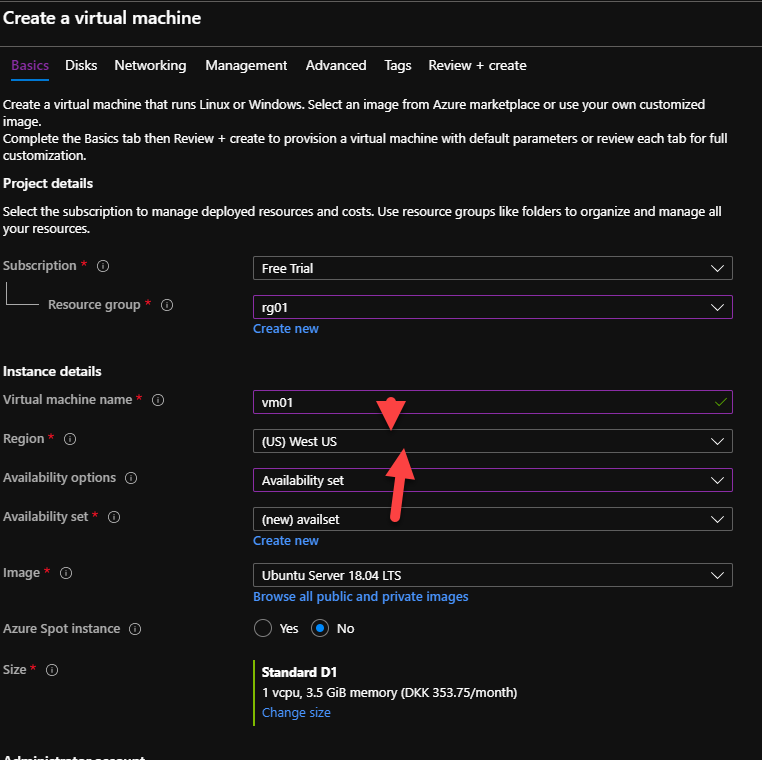 Create a virtual machine
Basics Disks Networking Management Advanced Tags Review + create
Create a virtual machine that runs Linux or Windows. Select an image from Azure marketplace or use your own customized
image.
Complete the Basics tab then Review + create to provision a virtual machine with default parameters or review each tab for full
customization.
Project details
Select the subscription to manage deployed resources and costs. Use resource groups like folders to organize and manage all
your resources.
Subscription * Free Trial
Resource group * rg01
Create new
Instance details
Virtual machine name * vm01
Region * (US) West US
Availability options Availability set
Availability set * (new) availset
Create new
Image * Ubuntu Server 18.04 LTS
Browse all public and private images
Azure Spot instance Yes No
Size * Standard D1
1 vcpu, 3.5 GiB memory (DKK 353.75/month)
Change size
Administrator account